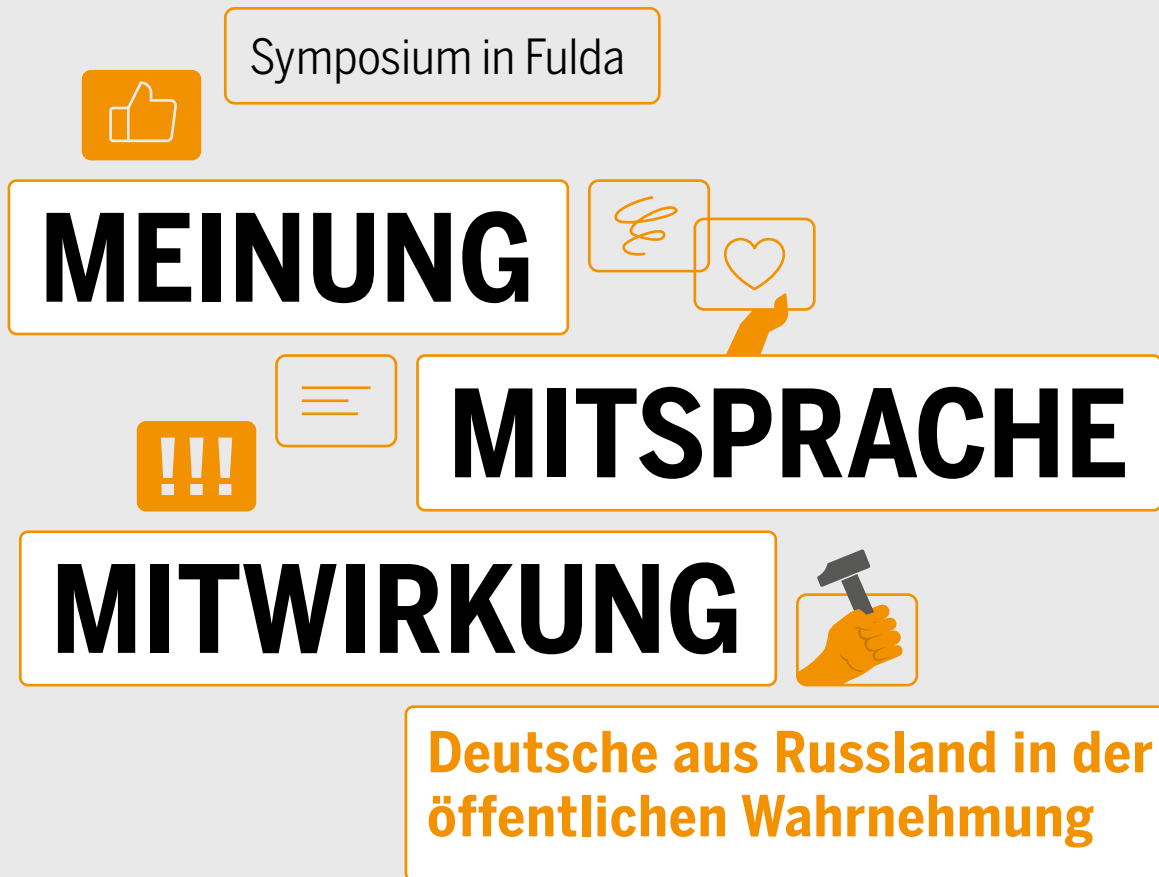 Symposium in Fulda
MEINUNG
MITSPRACHE
!!!
MITWIRKUNG
Deutsche aus Russland in der
öffentlichen Wahrnehmung